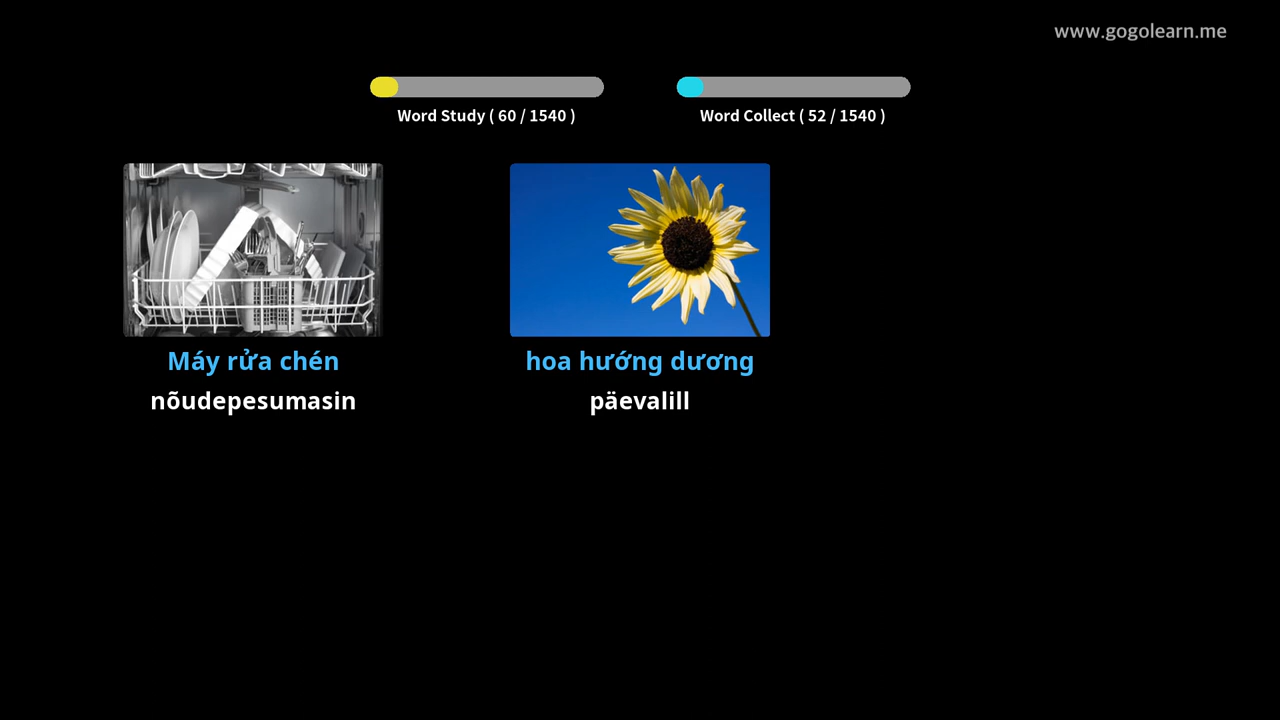 www.gogolearn.me
Word Study ( 60 / 1540 )
Word Collect ( 52 / 1540 )
Máy rửa chén
nõudepesumasin
hoa hướng dương
päevalill